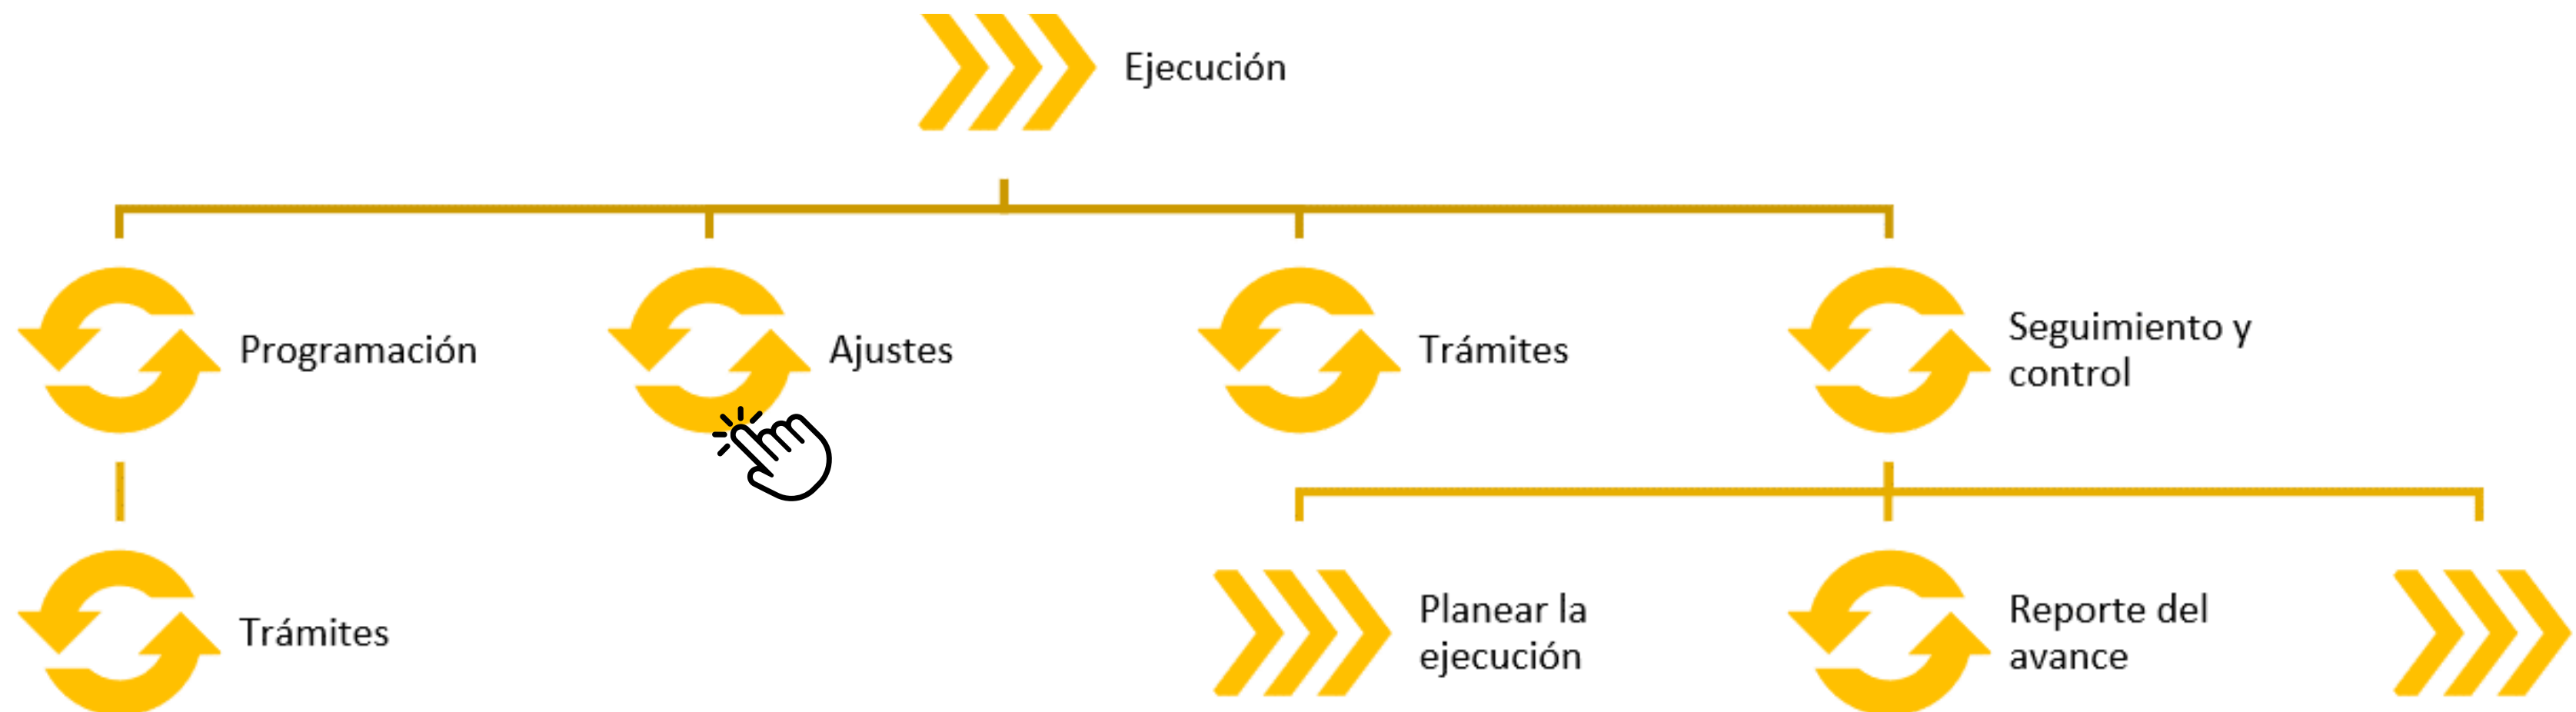 Ejecución
Programación
Ajustes
Trámites
Seguimiento y
control
Trámites
Planear la
ejecución
Reporte del
avance